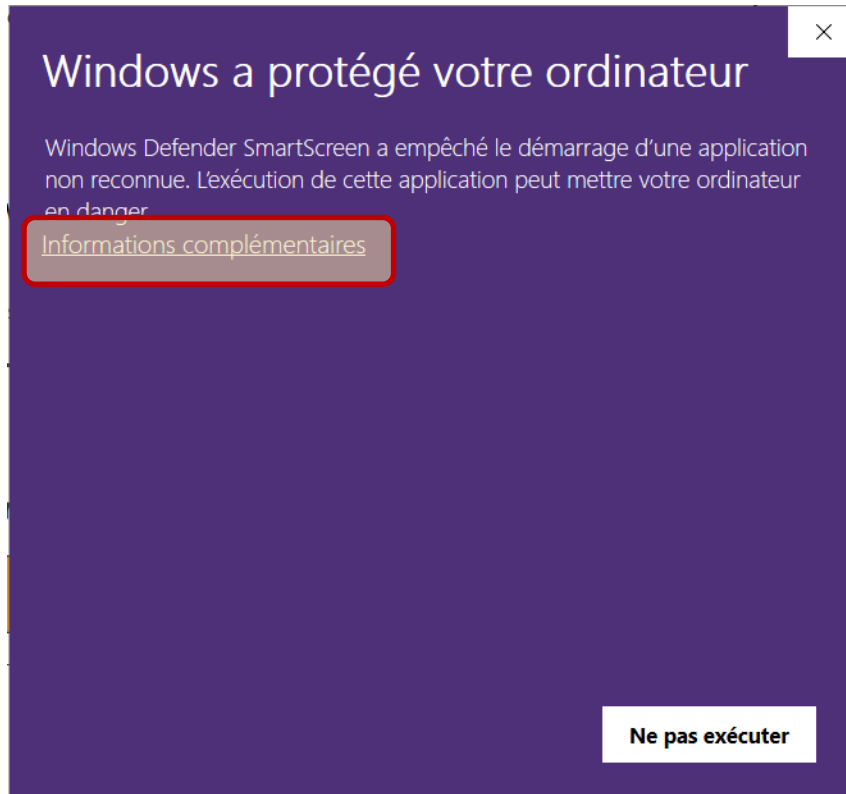 Windows a protégé votre ordinateur
Windows Defender SmartScreen a empêché le démarrage d'une application
non reconnue. L'exécution de cette application peut mettre votre ordinateur
en danger.
Informations complémentaires
Ne pas exécuter